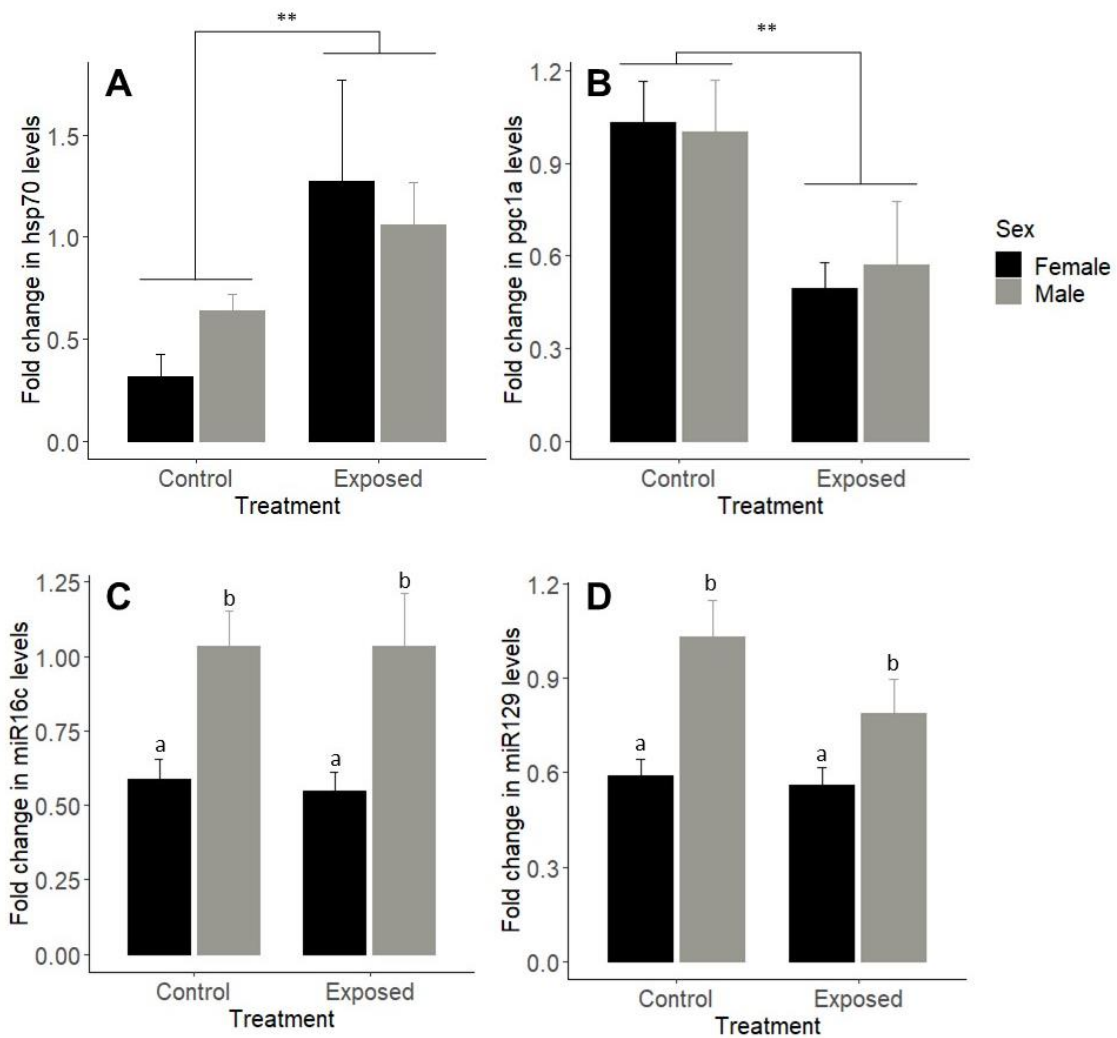 **
A
Fold change in hsp70 levels
1.5
1.0
0.5
0.0
Control
Exposed
Treatment
**
B
Fold change in pgc1a levels
1.2
0.9
0.6
0.3
0.0
Control
Exposed
Treatment
Sex
Female
Male
C
Fold change in miR16c levels
1.25
1.00
0.75
0.50
0.25
0.00
a
b
a
b
Control
Exposed
Treatment
D
Fold change in miR129 levels
1.2
0.9
0.6
0.3
0.0
a
b
a
b
Control
Exposed
Treatment